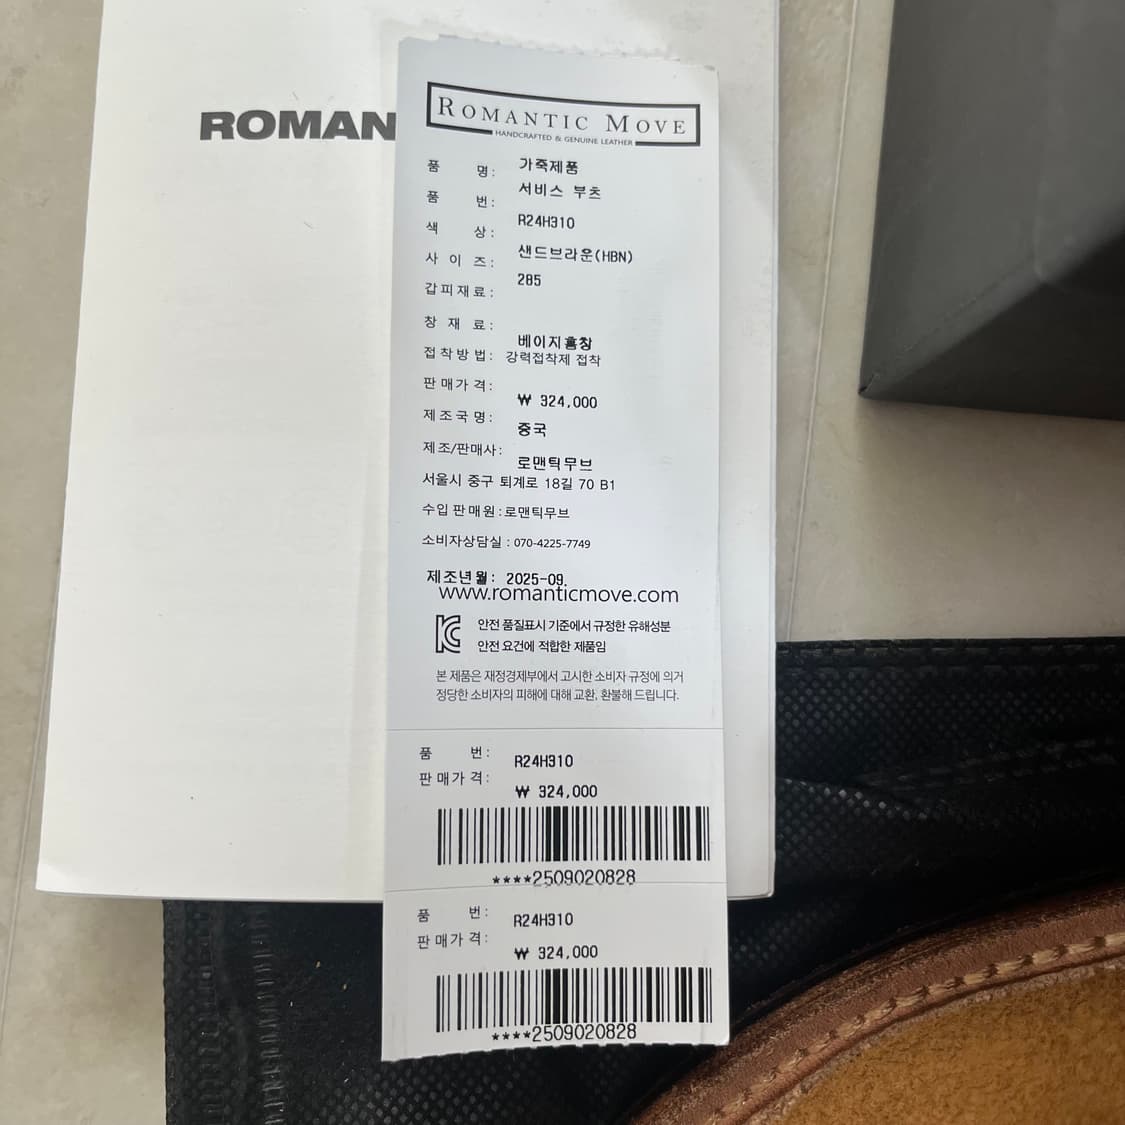 ROMAN
ROMANTIC MOVE
HANDCRAFTED & GENUINE LEATHER
품 명: 가죽제품
서비스 부츠
품 번: R24H310
색 상: 샌드브라운(HBN)
사 이 즈: 285
갑피재료:
창 재 료: 베이지홈창
접착방법: 강력접착제 접착
판매가격: ₩ 324,000
제조국명: 중국
제조/판매사: 로맨틱무브
서울시 중구 퇴계로 18길 70 B1
수입 판매원 : 로맨틱무브
소비자상담실 : 070-4225-7749
제조년월: 2025-09.
www.romanticmove.com
안전 품질표시 기준에서 규정한 유해성분
안전 요건에 적합한 제품임
본 제품은 재정경제부에서 고시한 소비자 규정에 의거
정당한 소비자의 피해에 대해 교환, 환불해 드립니다.
품 번: R24H310
판매가격: ₩ 324,000
****2509020828
품 번: R24H310
판매가격: ₩ 324,000
****2509020828